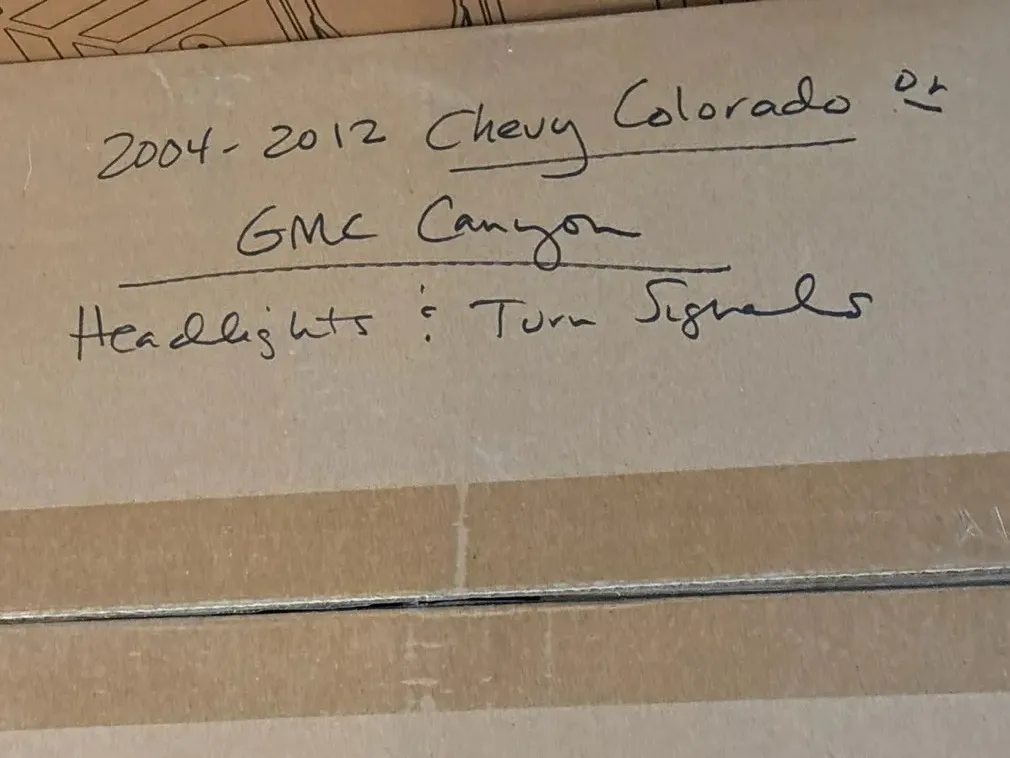 2004-2012 Chevy Colorado or
GMC Canyon
Headlights & Turn Signals